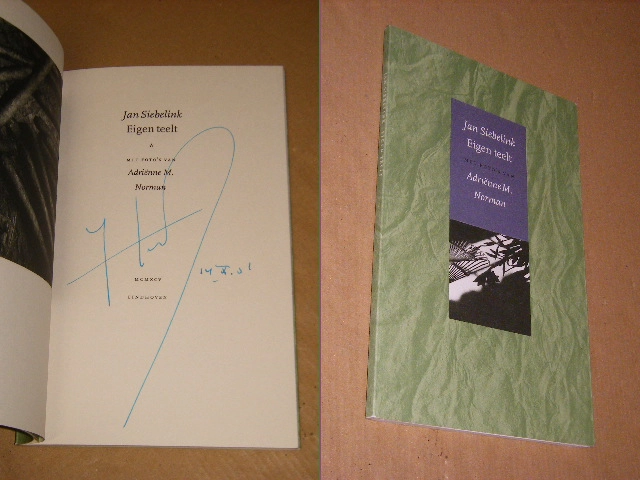 Jan Siebelink
Eigen teelt
&
MET FOTO'S VAN
Adriënne M.
Norman
MCMXCV
EINDHOVEN
Jan Siebelink
Eigen teelt
MET FOTO'S VAN
Adriënne M.
Norman